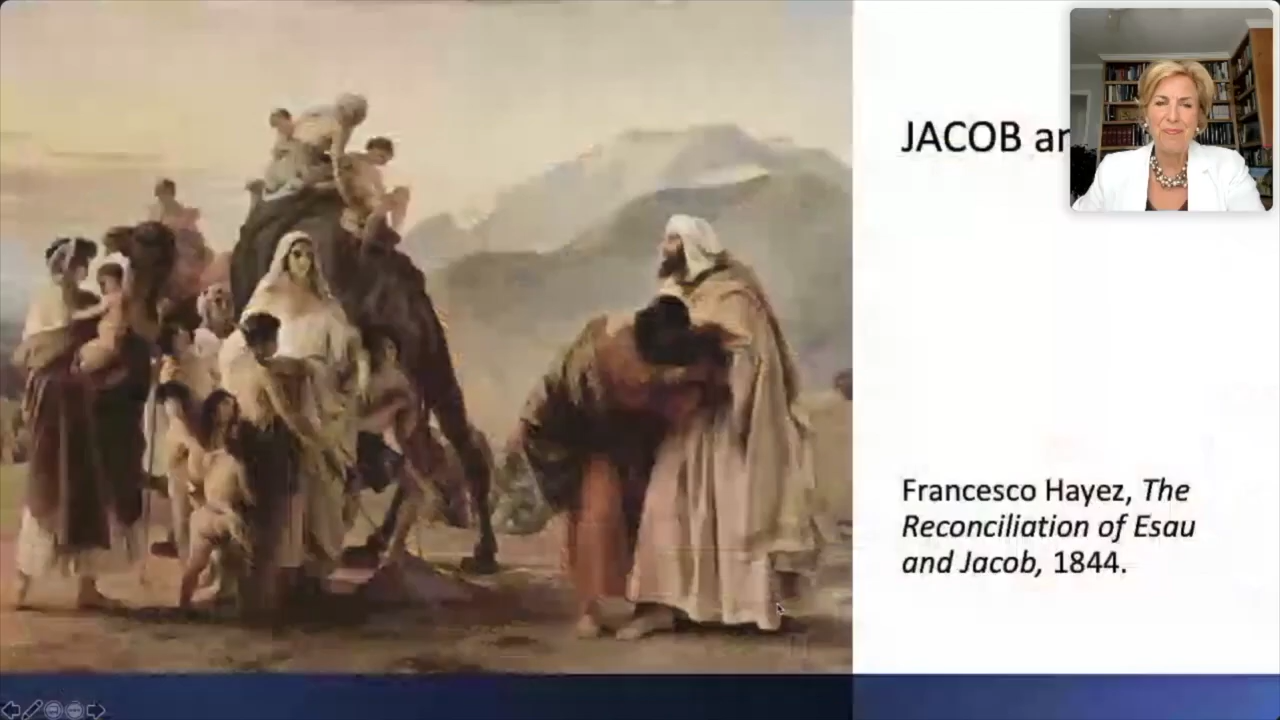 JACOB
Francesco Hayez, The
Reconciliation of Esau
and Jacob, 1844.